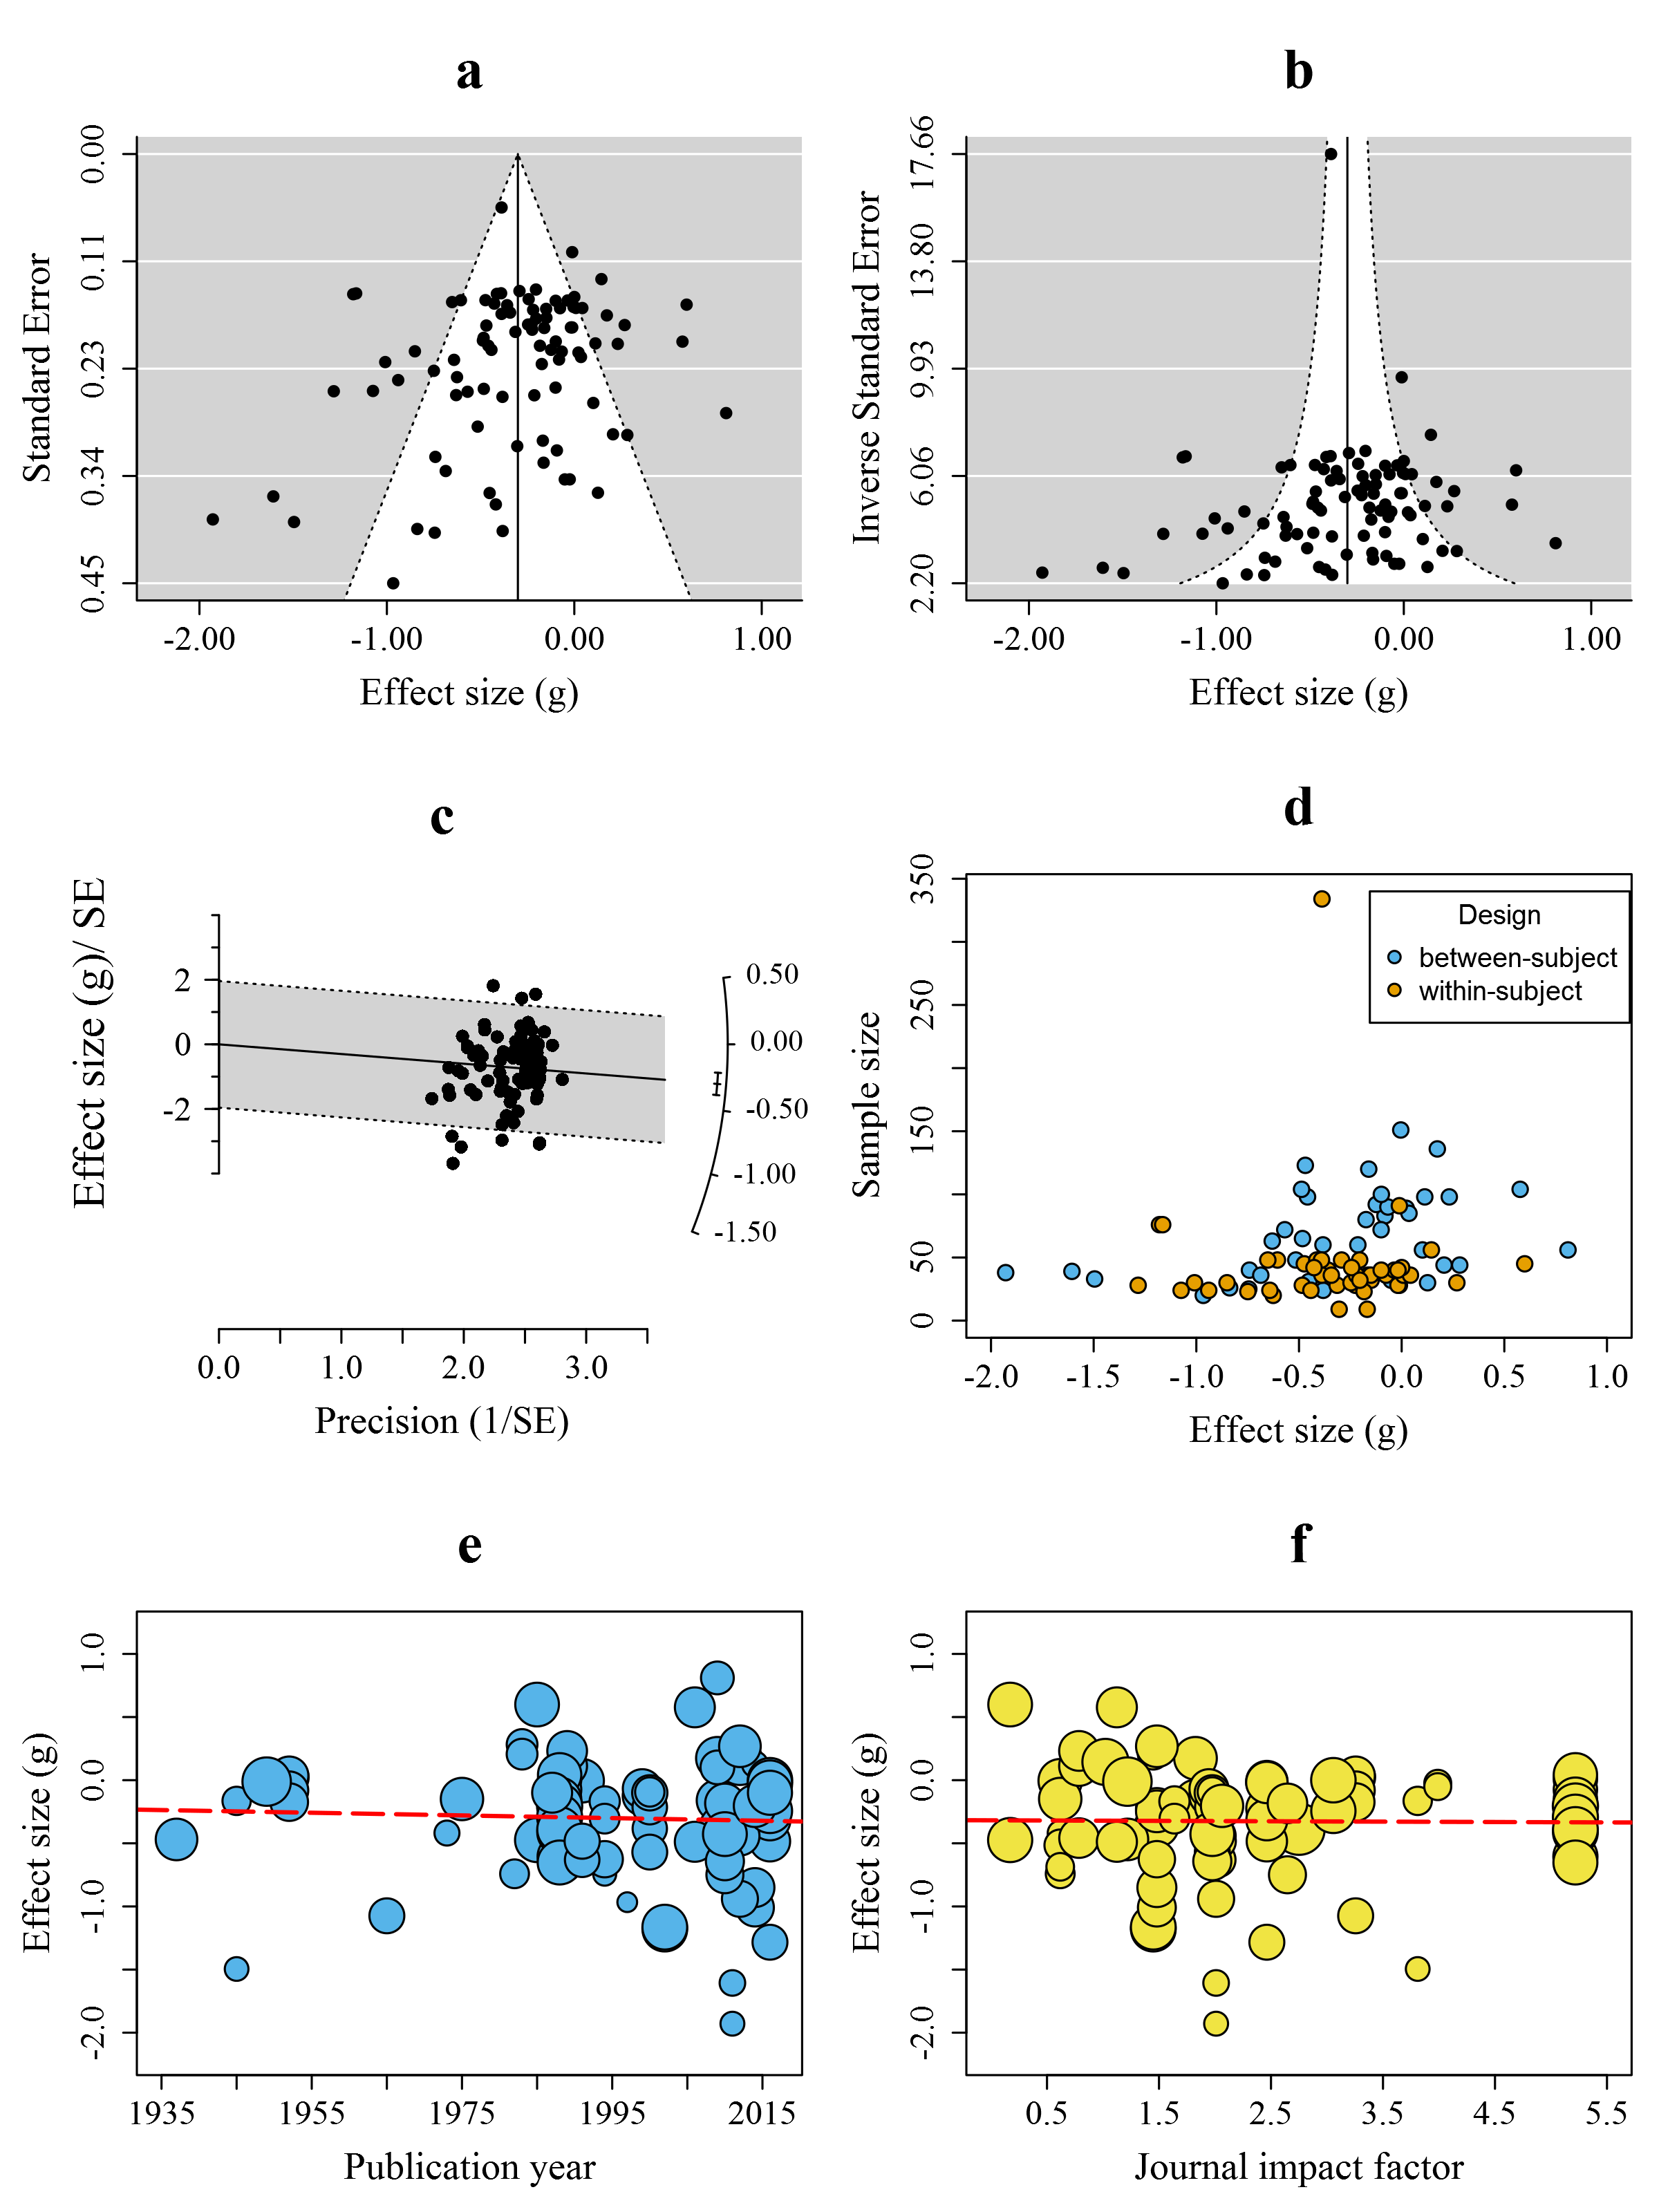 a
Standard Error
0.00
0.11
0.23
0.34
0.45
-2.00
-1.00
0.00
1.00
Effect size (g)
b
Inverse Standard Error
17.66
13.80
9.93
6.06
2.20
-2.00
-1.00
0.00
1.00
Effect size (g)
c
Effect size (g)/ SE
2
0
-2
0.50
0.00
-0.50
-1.00
-1.50
0.0
1.0
2.0
3.0
Precision (1/SE)
d
Sample size
350
250
150
50
0
Design
between-subject
within-subject
-2.0
-1.5
-1.0
-0.5
0.0
0.5
1.0
Effect size (g)
e
Effect size (g)
1.0
0.0
-1.0
-2.0
1935
1955
1975
1995
2015
Publication year
f
Effect size (g)
1.0
0.0
-1.0
-2.0
0.5
1.5
2.5
3.5
4.5
5.5
Journal impact factor